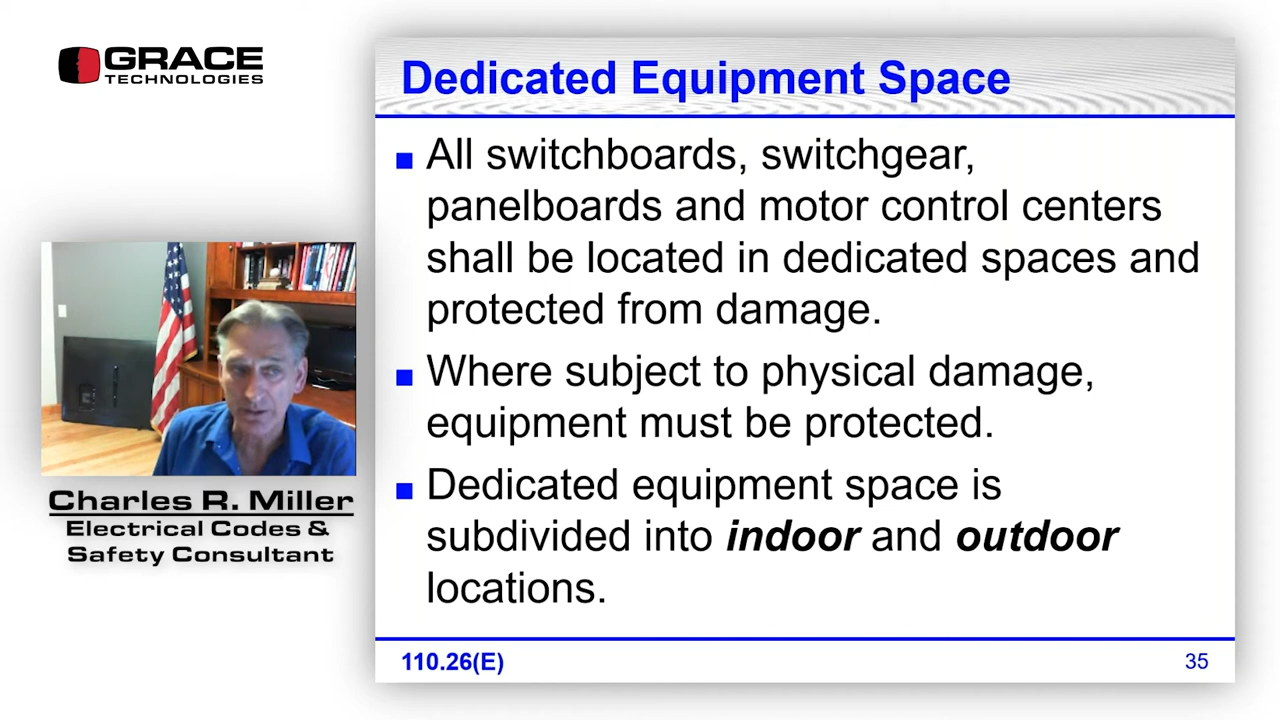 GRACE
TECHNOLOGIES
Charles R. Miller
Electrical Codes &
Safety Consultant
Dedicated Equipment Space
All switchboards, switchgear,
panelboards and motor control centers
shall be located in dedicated spaces and
protected from damage.
Where subject to physical damage,
equipment must be protected.
Dedicated equipment space is
subdivided into indoor and outdoor
locations.
110.26(E)
35